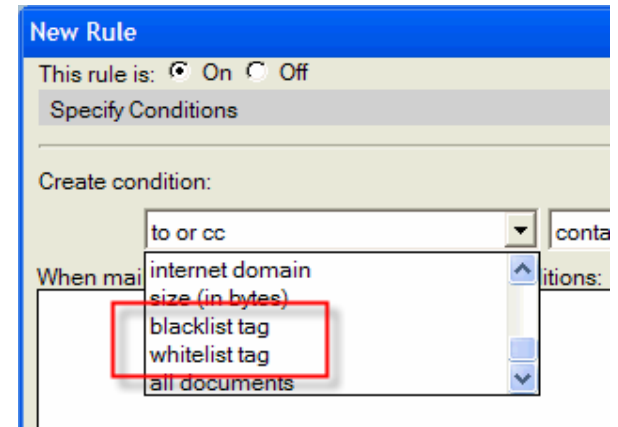 New Rule
This rule is: On Off
Specify Conditions
Create condition:
to or cc conta
When mai itions:
internet domain
size (in bytes)
blacklist tag
whitelist tag
all documents